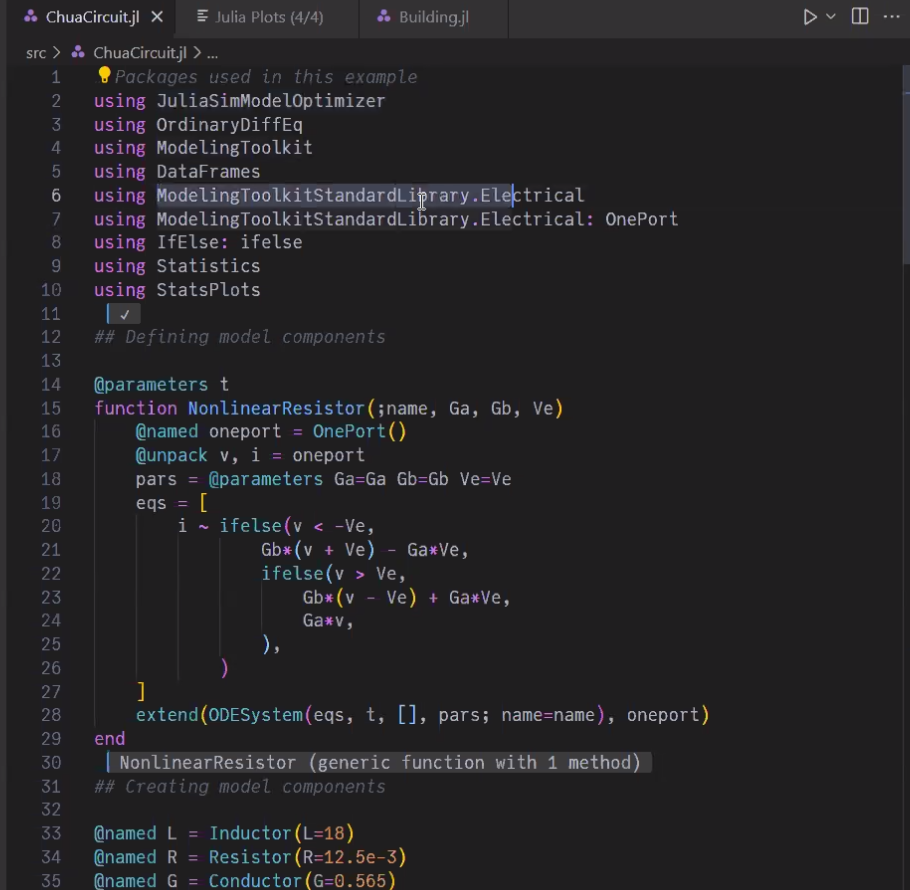 ChuaCircuit.jl Julia Plots (4/4) Building.jl
src > ChuaCircuit.jl > ...
1 Packages used in this example
2 using JuliaSimModelOptimizer
3 using OrdinaryDiffEq
4 using ModelingToolkit
5 using DataFrames
6 using ModelingToolkitStandardLibrary.Electrical
7 using ModelingToolkitStandardLibrary.Electrical: OnePort
8 using IfElse: ifelse
9 using Statistics
10 using StatsPlots
11 ✓
12 ## Defining model components
13
14 @parameters t
15 function NonlinearResistor(;name, Ga, Gb, Ve)
16 @named oneport = OnePort()
17 @unpack v, i = oneport
18 pars = @parameters Ga=Ga Gb=Gb Ve=Ve
19 eqs = [
20 i ~ ifelse(v < -Ve,
21 Gb*(v + Ve) - Ga*Ve,
22 ifelse(v > Ve,
23 Gb*(v - Ve) + Ga*Ve,
24 Ga*v,
25 ),
26 )
27 ]
28 extend(ODESystem(eqs, t, [], pars; name=name), oneport)
29 end
30 NonlinearResistor (generic function with 1 method)
31 ## Creating model components
32
33 @named L = Inductor(L=18)
34 @named R = Resistor(R=12.5e-3)
35 @named G = Conductor(G=0.565)